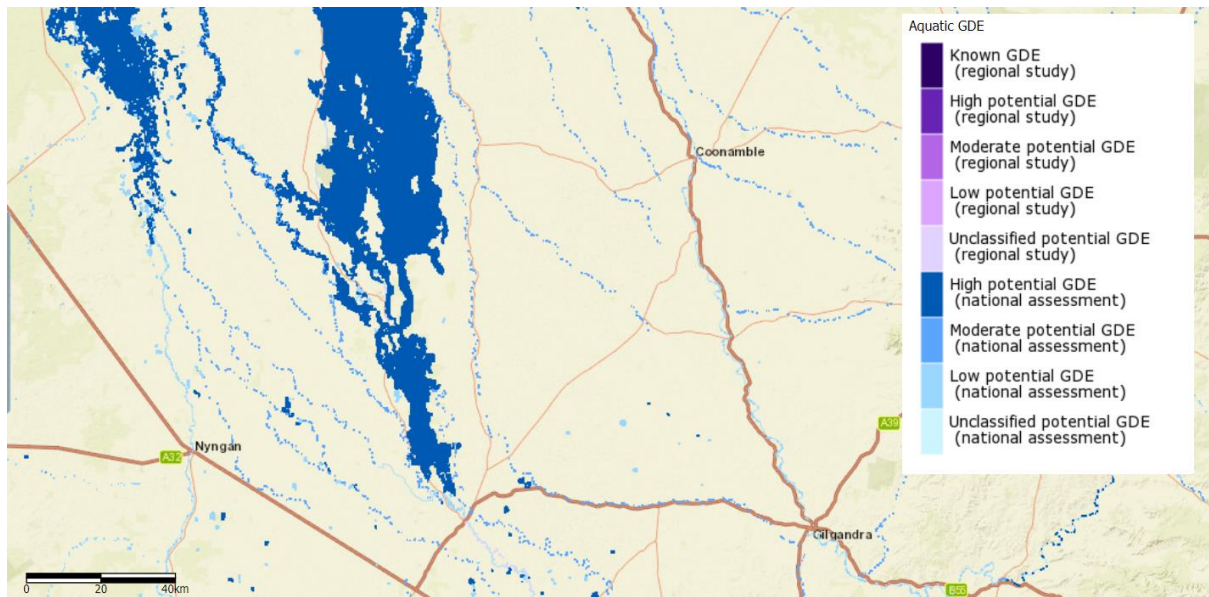 Aquatic GDE
Known GDE
(regional study)
High potential GDE
(regional study)
Moderate potential GDE
(regional study)
Low potential GDE
(regional study)
Unclassified potential GDE
(regional study)
High potential GDE
(national assessment)
Moderate potential GDE
(national assessment)
Low potential GDE
(national assessment)
Unclassified potential GDE
(national assessment)
Coonamble
Nyngan
A32
A39
Gilgandra
B55
0 20 40km